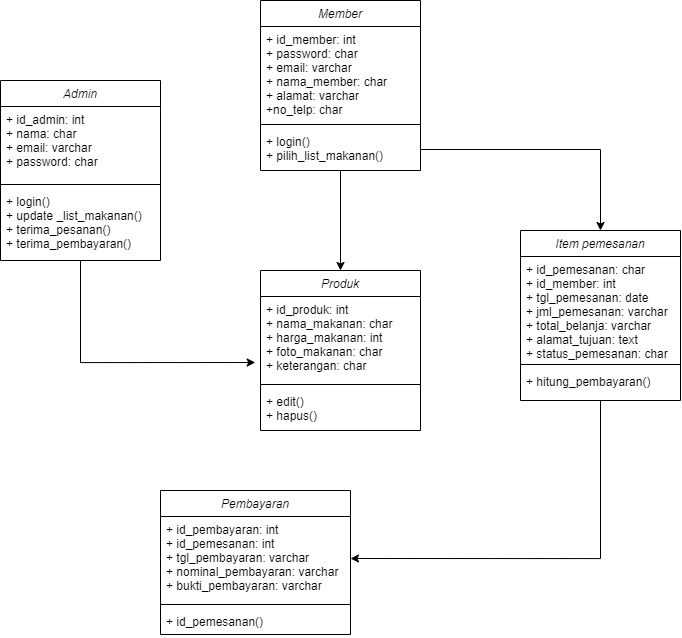 Member
+ id_member: int
+ password: char
+ email: varchar
+ nama_member: char
+ alamat: varchar
+no_telp: char
+ login()
+ pilih_list_makanan()
Admin
+ id_admin: int
+ nama: char
+ email: varchar
+ password: char
+ login()
+ update _list_makanan()
+ terima_pesanan()
+ terima_pembayaran()
Item pemesanan
+ id_pemesanan: char
+ id_member: int
+ tgl_pemesanan: date
+ jml_pemesanan: varchar
+ total_belanja: varchar
+ alamat_tujuan: text
+ status_pemesanan: char
+ hitung_pembayaran()
Produk
+ id_produk: int
+ nama_makanan: char
+ harga_makanan: int
+ foto_makanan: char
+ keterangan: char
+ edit()
+ hapus()
Pembayaran
+ id_pembayaran: int
+ id_pemesanan: int
+ tgl_pembayaran: varchar
+ nominal_pembayaran: varchar
+ bukti_pembayaran: varchar
+ id_pemesanan()